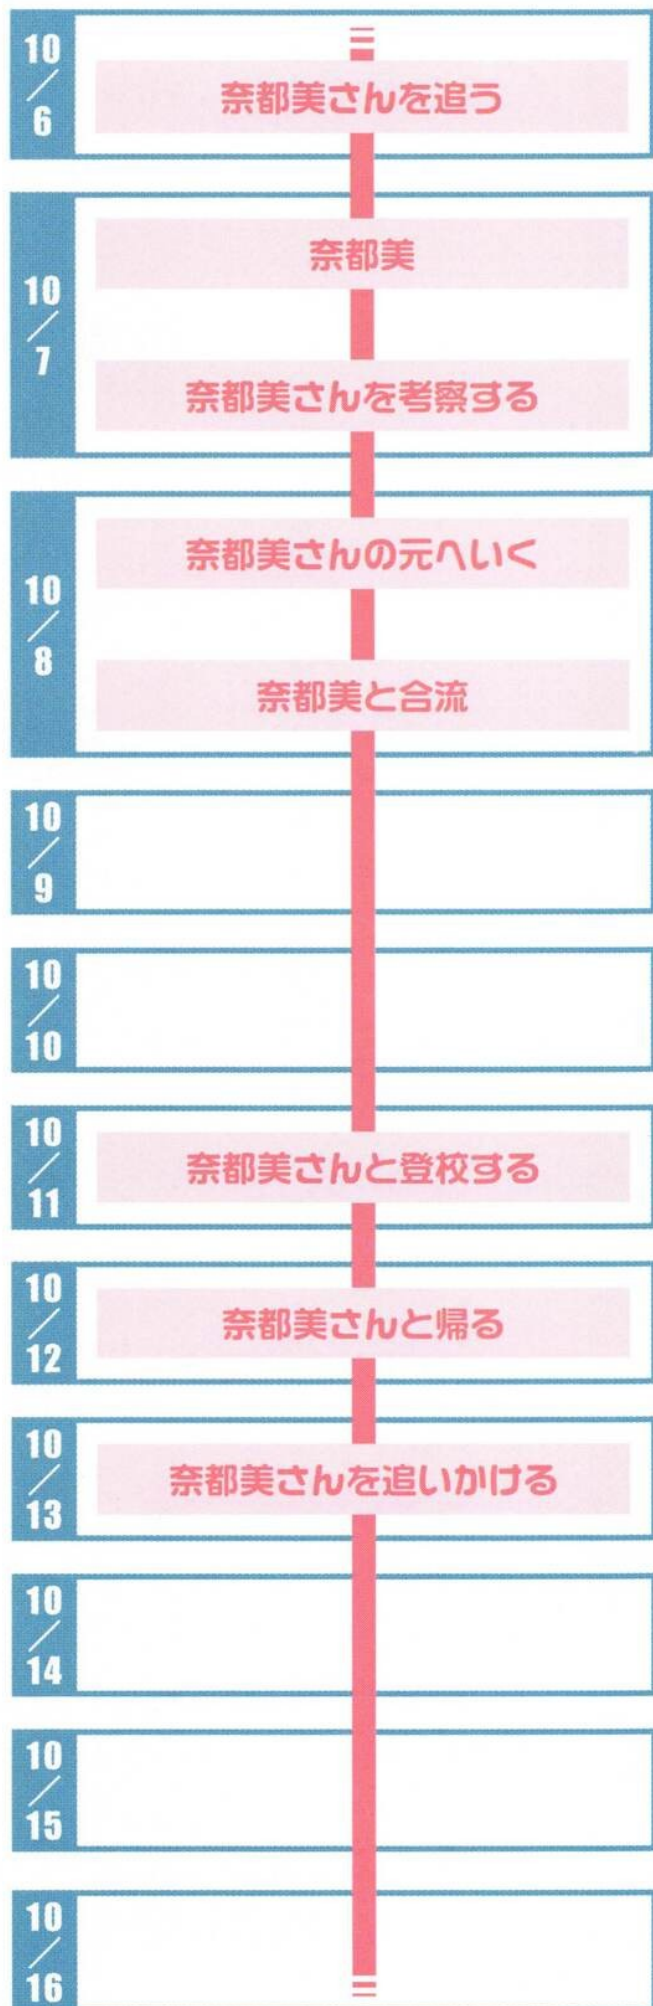 10/6
奈都美さんを追う
10/7
奈都美
奈都美さんを考察する
10/8
奈都美さんの元へいく
奈都美と合流
10/9
10/10
10/11
奈都美さんと登校する
10/12
奈都美さんと帰る
10/13
奈都美さんを追いかける
10/14
10/15
10/16